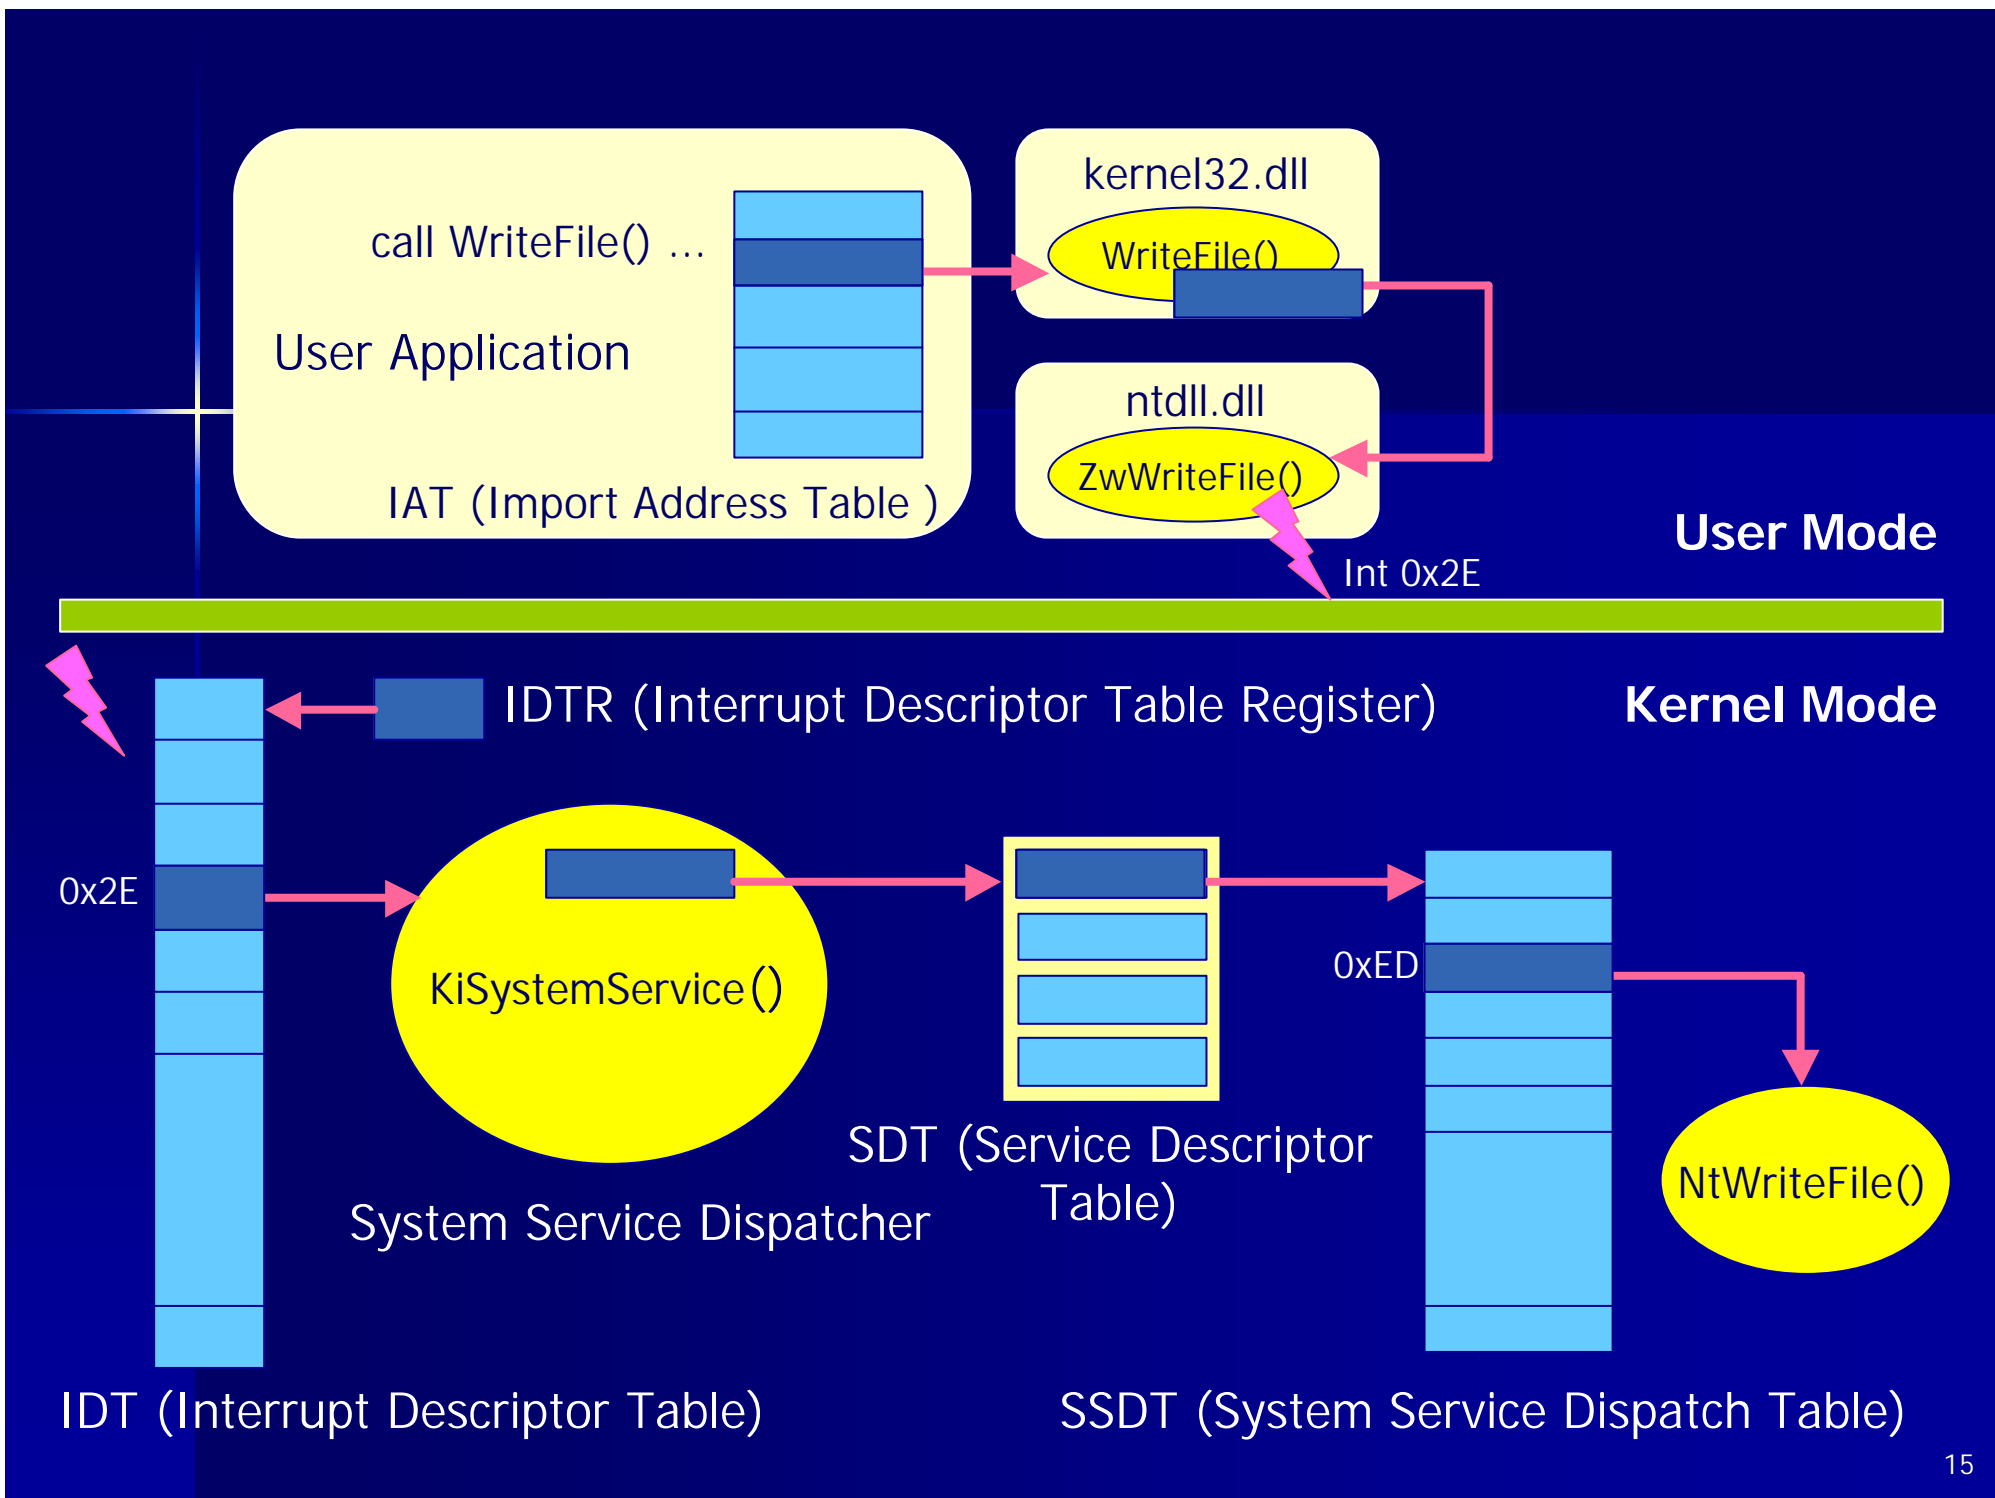 kernel32.dll
call WriteFile() ...
WriteFile()
User Application
ntdll.dll
ZwWriteFile()
IAT (Import Address Table )
User Mode
Int 0x2E
IDTR (Interrupt Descriptor Table Register)
Kernel Mode
0x2E
0xED
KiSystemService()
SDT (Service Descriptor
Table)
NtWriteFile()
System Service Dispatcher
IDT (Interrupt Descriptor Table)
SSDT (System Service Dispatch Table)
15